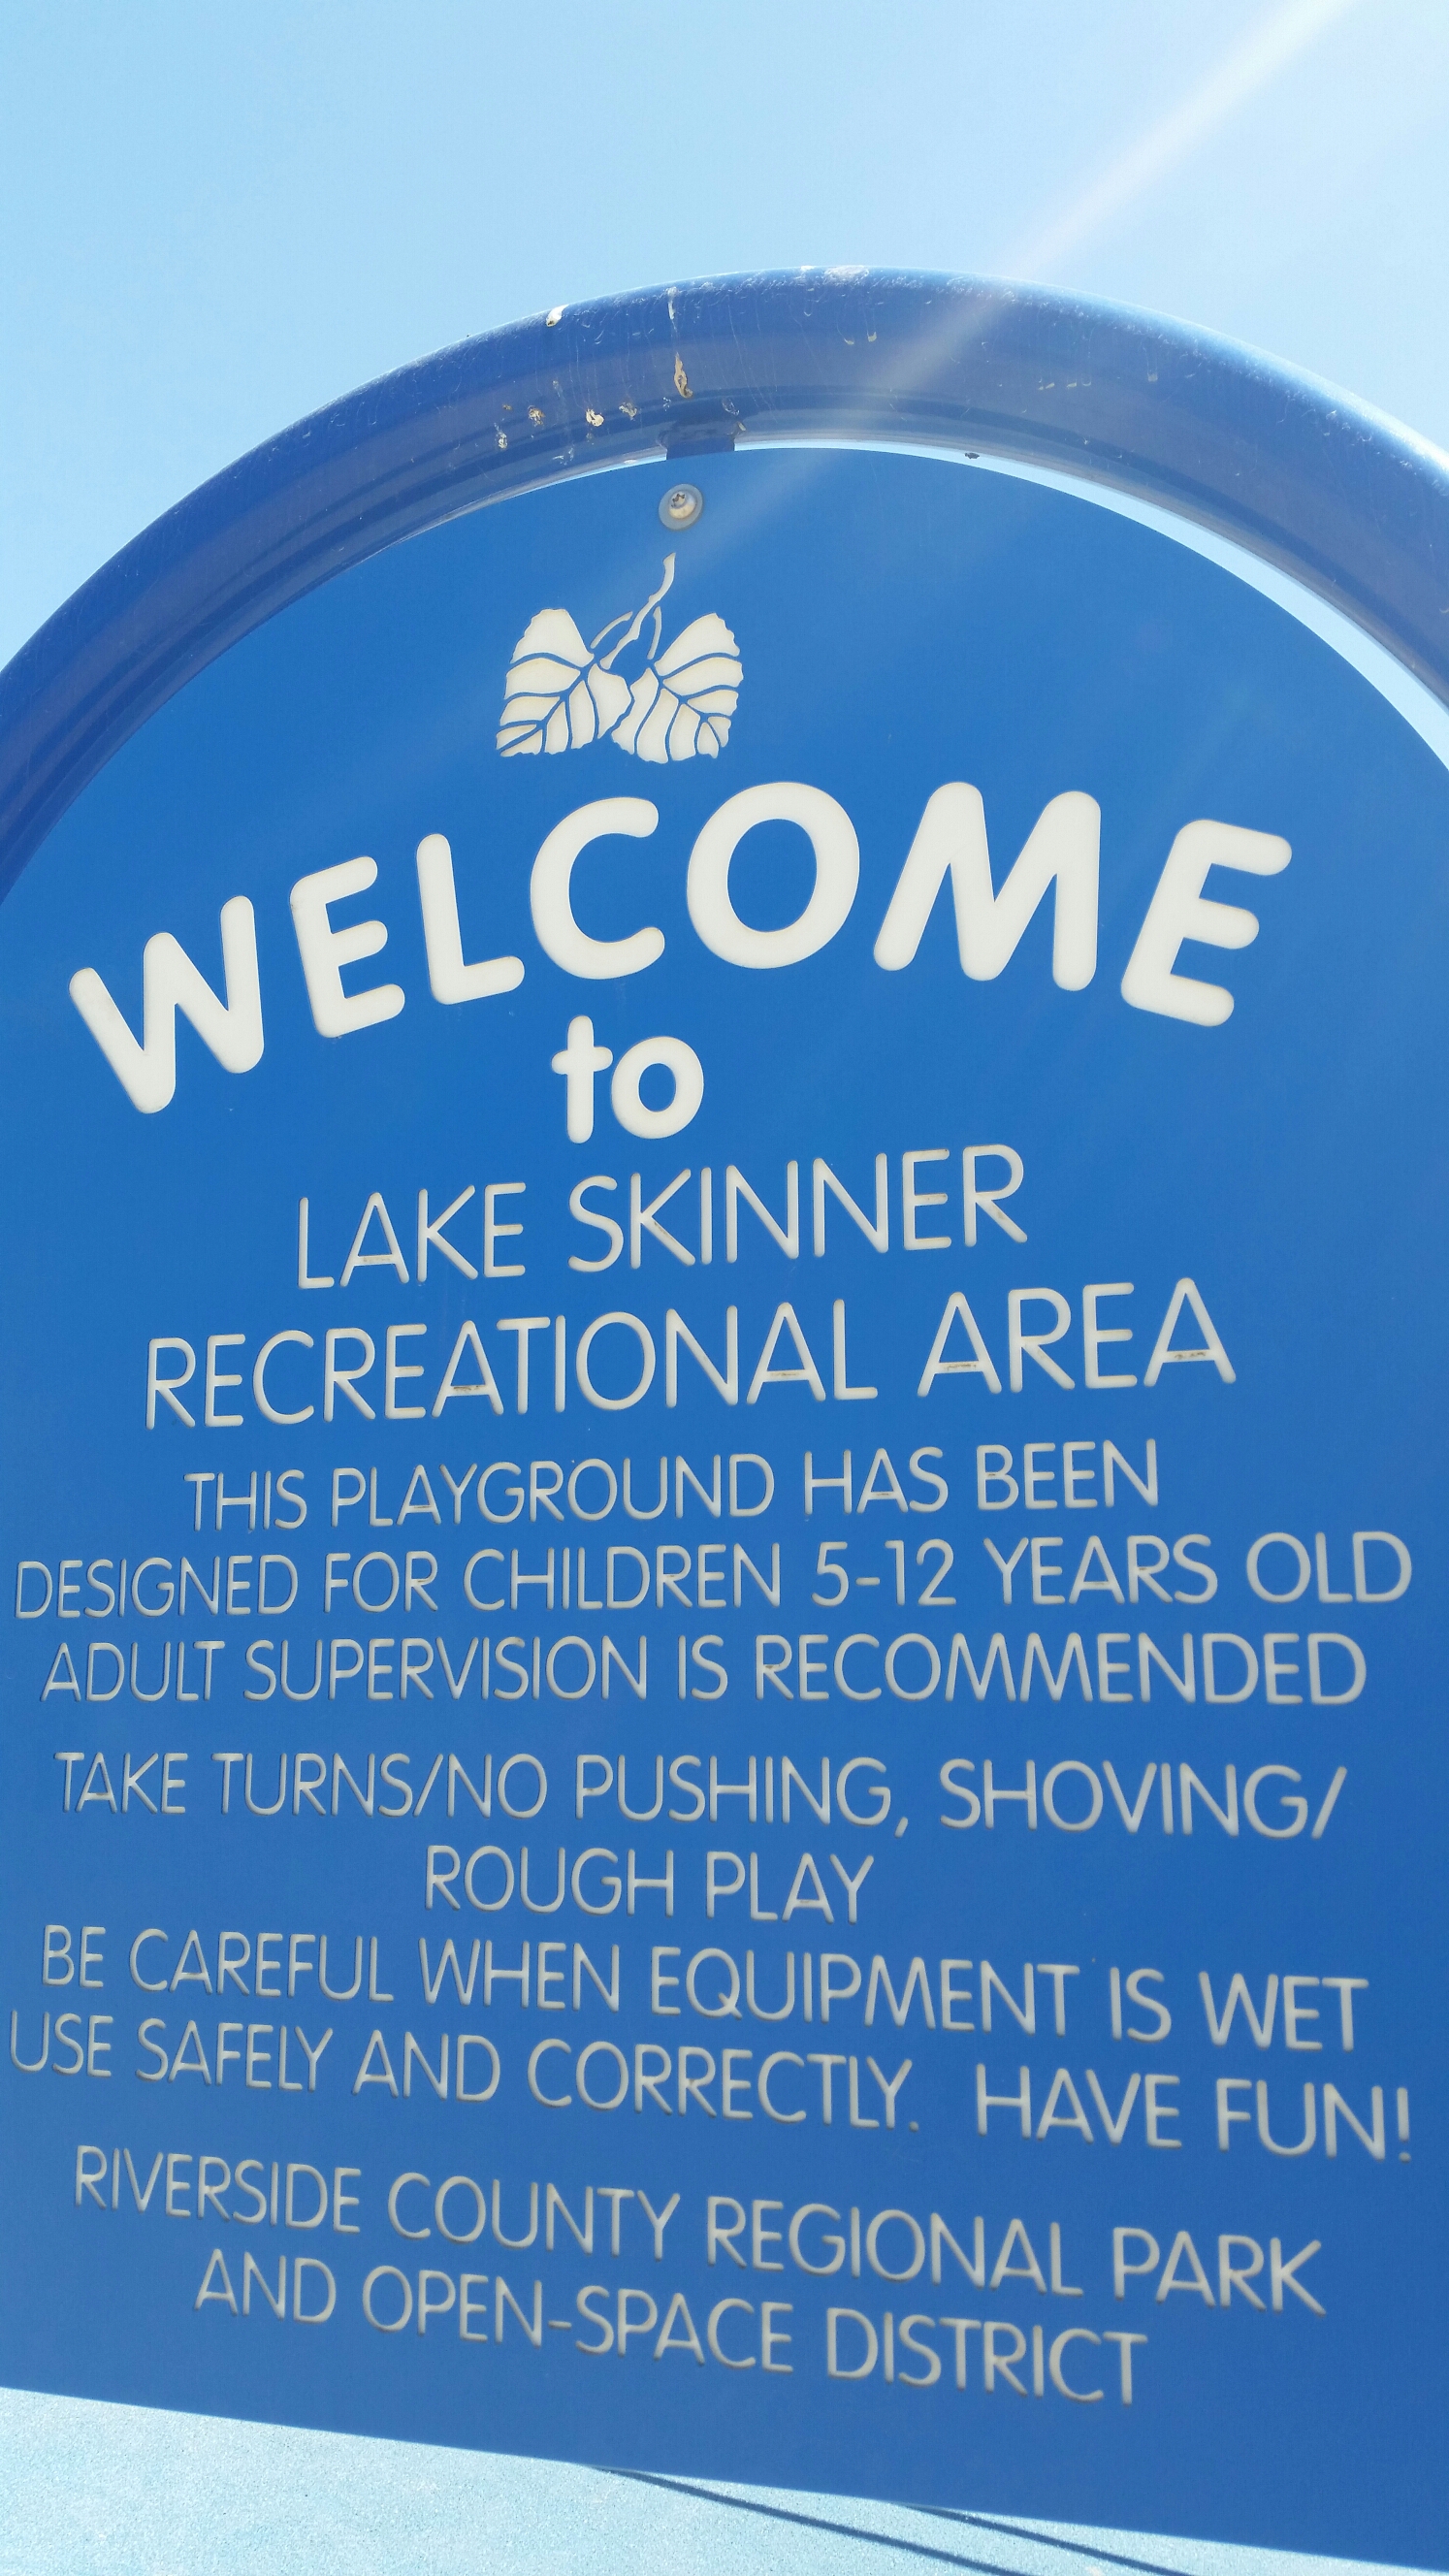 WELCOME
to
LAKE SKINNER
RECREATIONAL AREA
THIS PLAYGROUND HAS BEEN
DESIGNED FOR CHILDREN 5-12 YEARS OLD
ADULT SUPERVISION IS RECOMMENDED
TAKE TURNS/NO PUSHING, SHOVING/
ROUGH PLAY
BE CAREFUL WHEN EQUIPMENT IS WET
USE SAFELY AND CORRECTLY. HAVE FUN!
RIVERSIDE COUNTY REGIONAL PARK
AND OPEN-SPACE DISTRICT